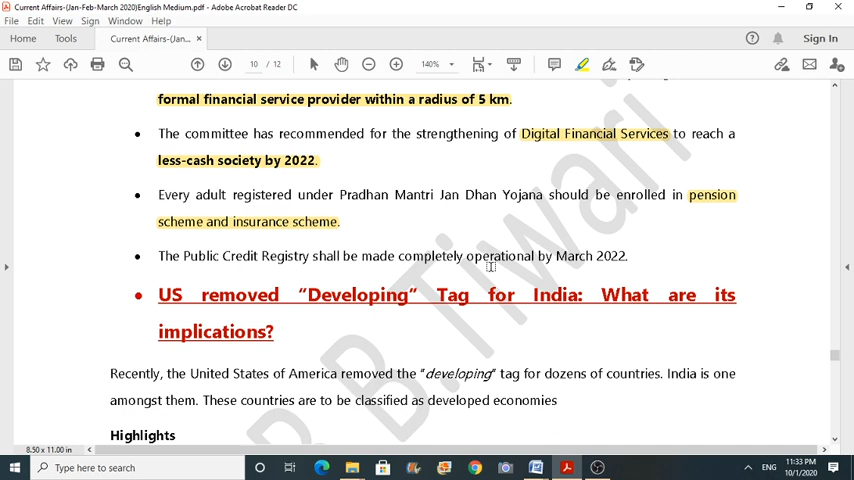 Current Affairs-(Jan-Feb-March 2020)English Medium.pdf - Adobe Acrobat Reader DC
File Edit View Sign Window Help
Home Tools Current Affairs-(Jan... × Sign In
10 / 12 140%
formal financial service provider within a radius of 5 km.
• The committee has recommended for the strengthening of Digital Financial Services to reach a
less-cash society by 2022.
• Every adult registered under Pradhan Mantri Jan Dhan Yojana should be enrolled in pension
scheme and insurance scheme.
• The Public Credit Registry shall be made completely operational by March 2022.
• US removed “Developing” Tag for India: What are its
implications?
Recently, the United States of America removed the "developing" tag for dozens of countries. India is one
amongst them. These countries are to be classified as developed economies
Highlights
B.Tiwari
8.50 x 11.00 in
Type here to search
ENG
11:33 PM
10/1/2020